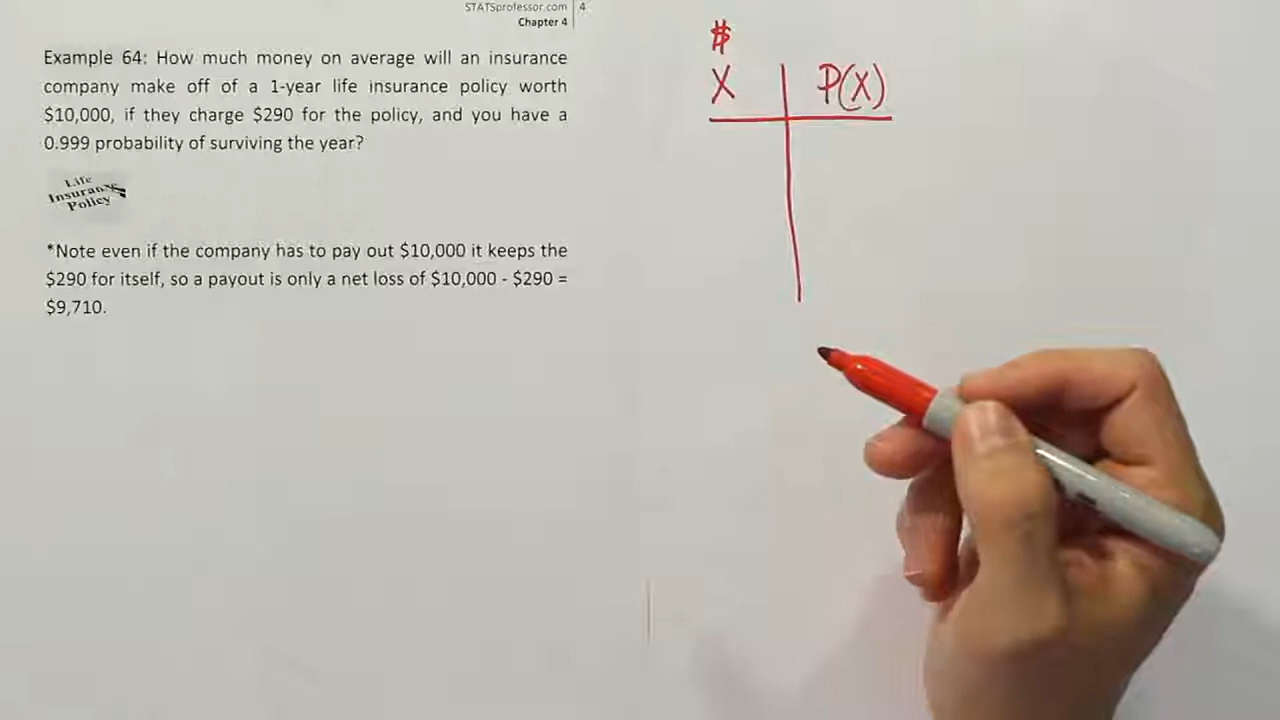 STATSprofessor.com | 4
Chapter 4
Example 64: How much money on average will an insurance
company make off of a 1-year life insurance policy worth
$10,000, if they charge $290 for the policy, and you have a
0.999 probability of surviving the year?
Life
Insurance
Policy
*Note even if the company has to pay out $10,000 it keeps the
$290 for itself, so a payout is only a net loss of $10,000 - $290 =
$9,710.
$
X P(X)